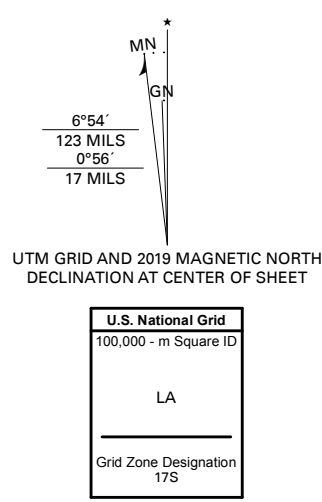 ★
MN
GN
6°54´
123 MILS
0°56´
17 MILS
UTM GRID AND 2019 MAGNETIC NORTH
DECLINATION AT CENTER OF SHEET
U.S. National Grid
100,000 - m Square ID
LA
Grid Zone Designation
17S